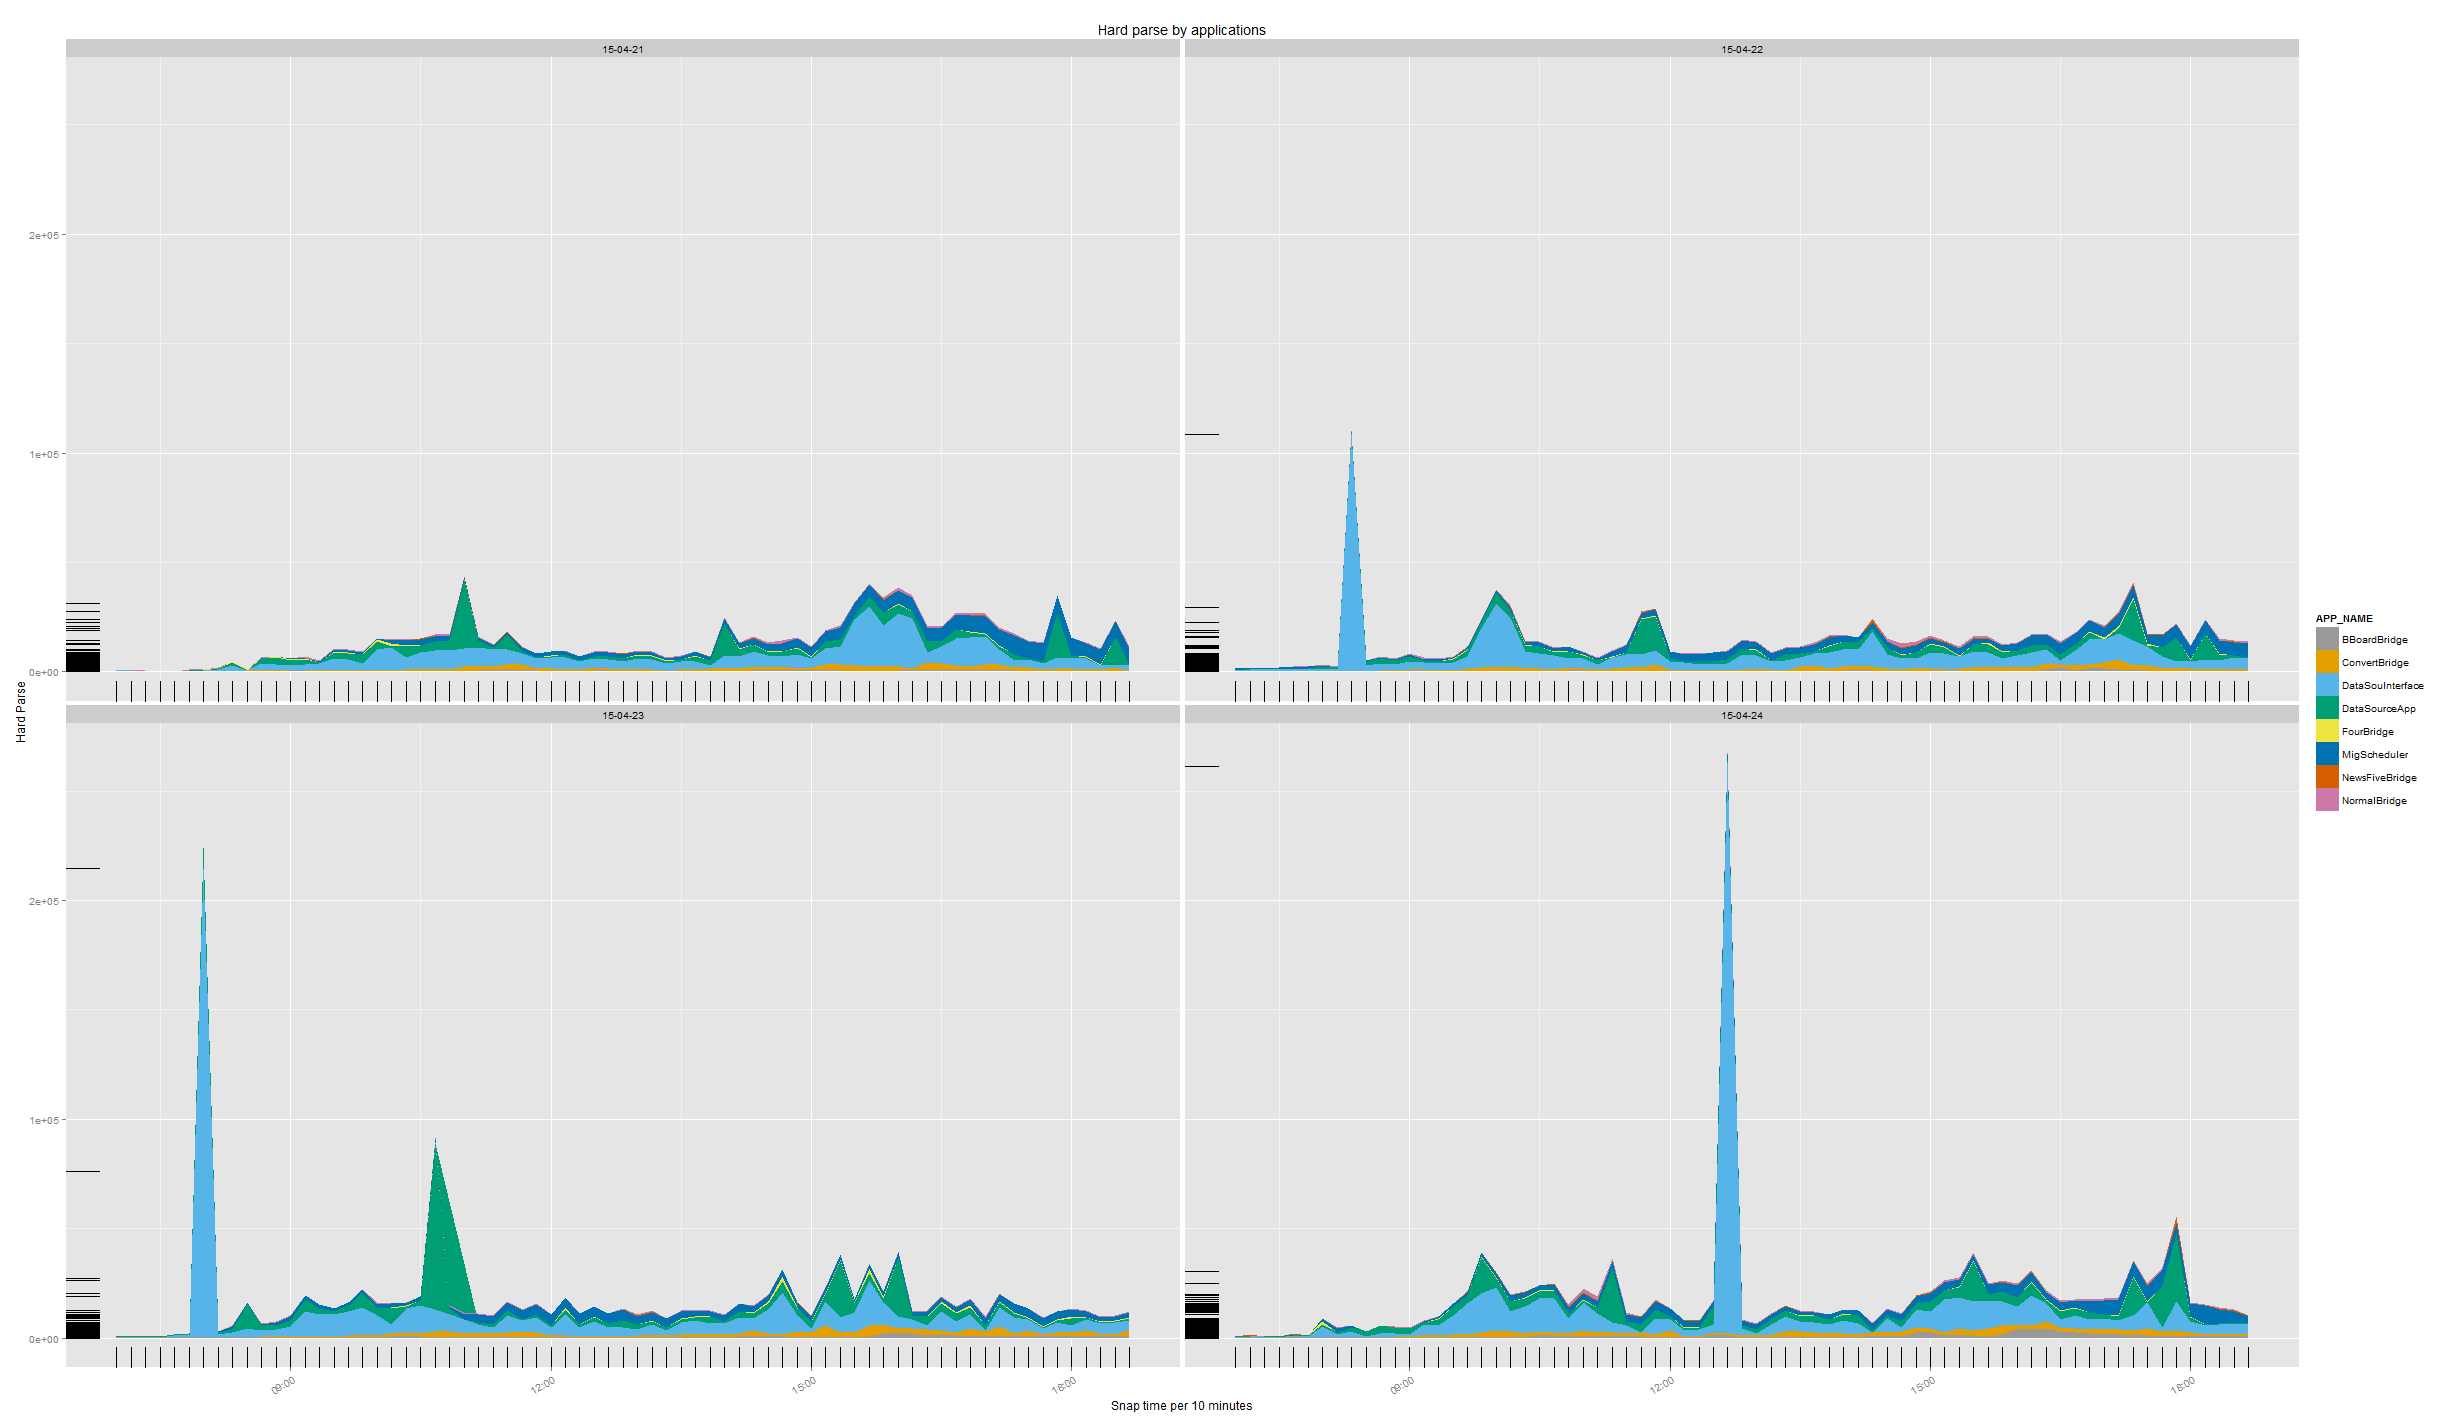 Hard parse by applications
15-04-21
15-04-22
2e+05
1e+05
0e+00
15-04-23
15-04-24
2e+05
1e+05
0e+00
Hard Parse
09:00
12:00
15:00
18:00
09:00
12:00
15:00
18:00
Snap time per 10 minutes
APP_NAME
BBoardBridge
ConvertBridge
DataSouInterface
DataSourceApp
FourBridge
MigScheduler
NewsFiveBridge
NormalBridge